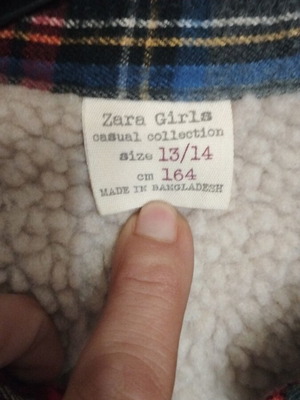 Zara Girls
casual collection
size 13/14
cm 164
MADE IN BANGLADESH